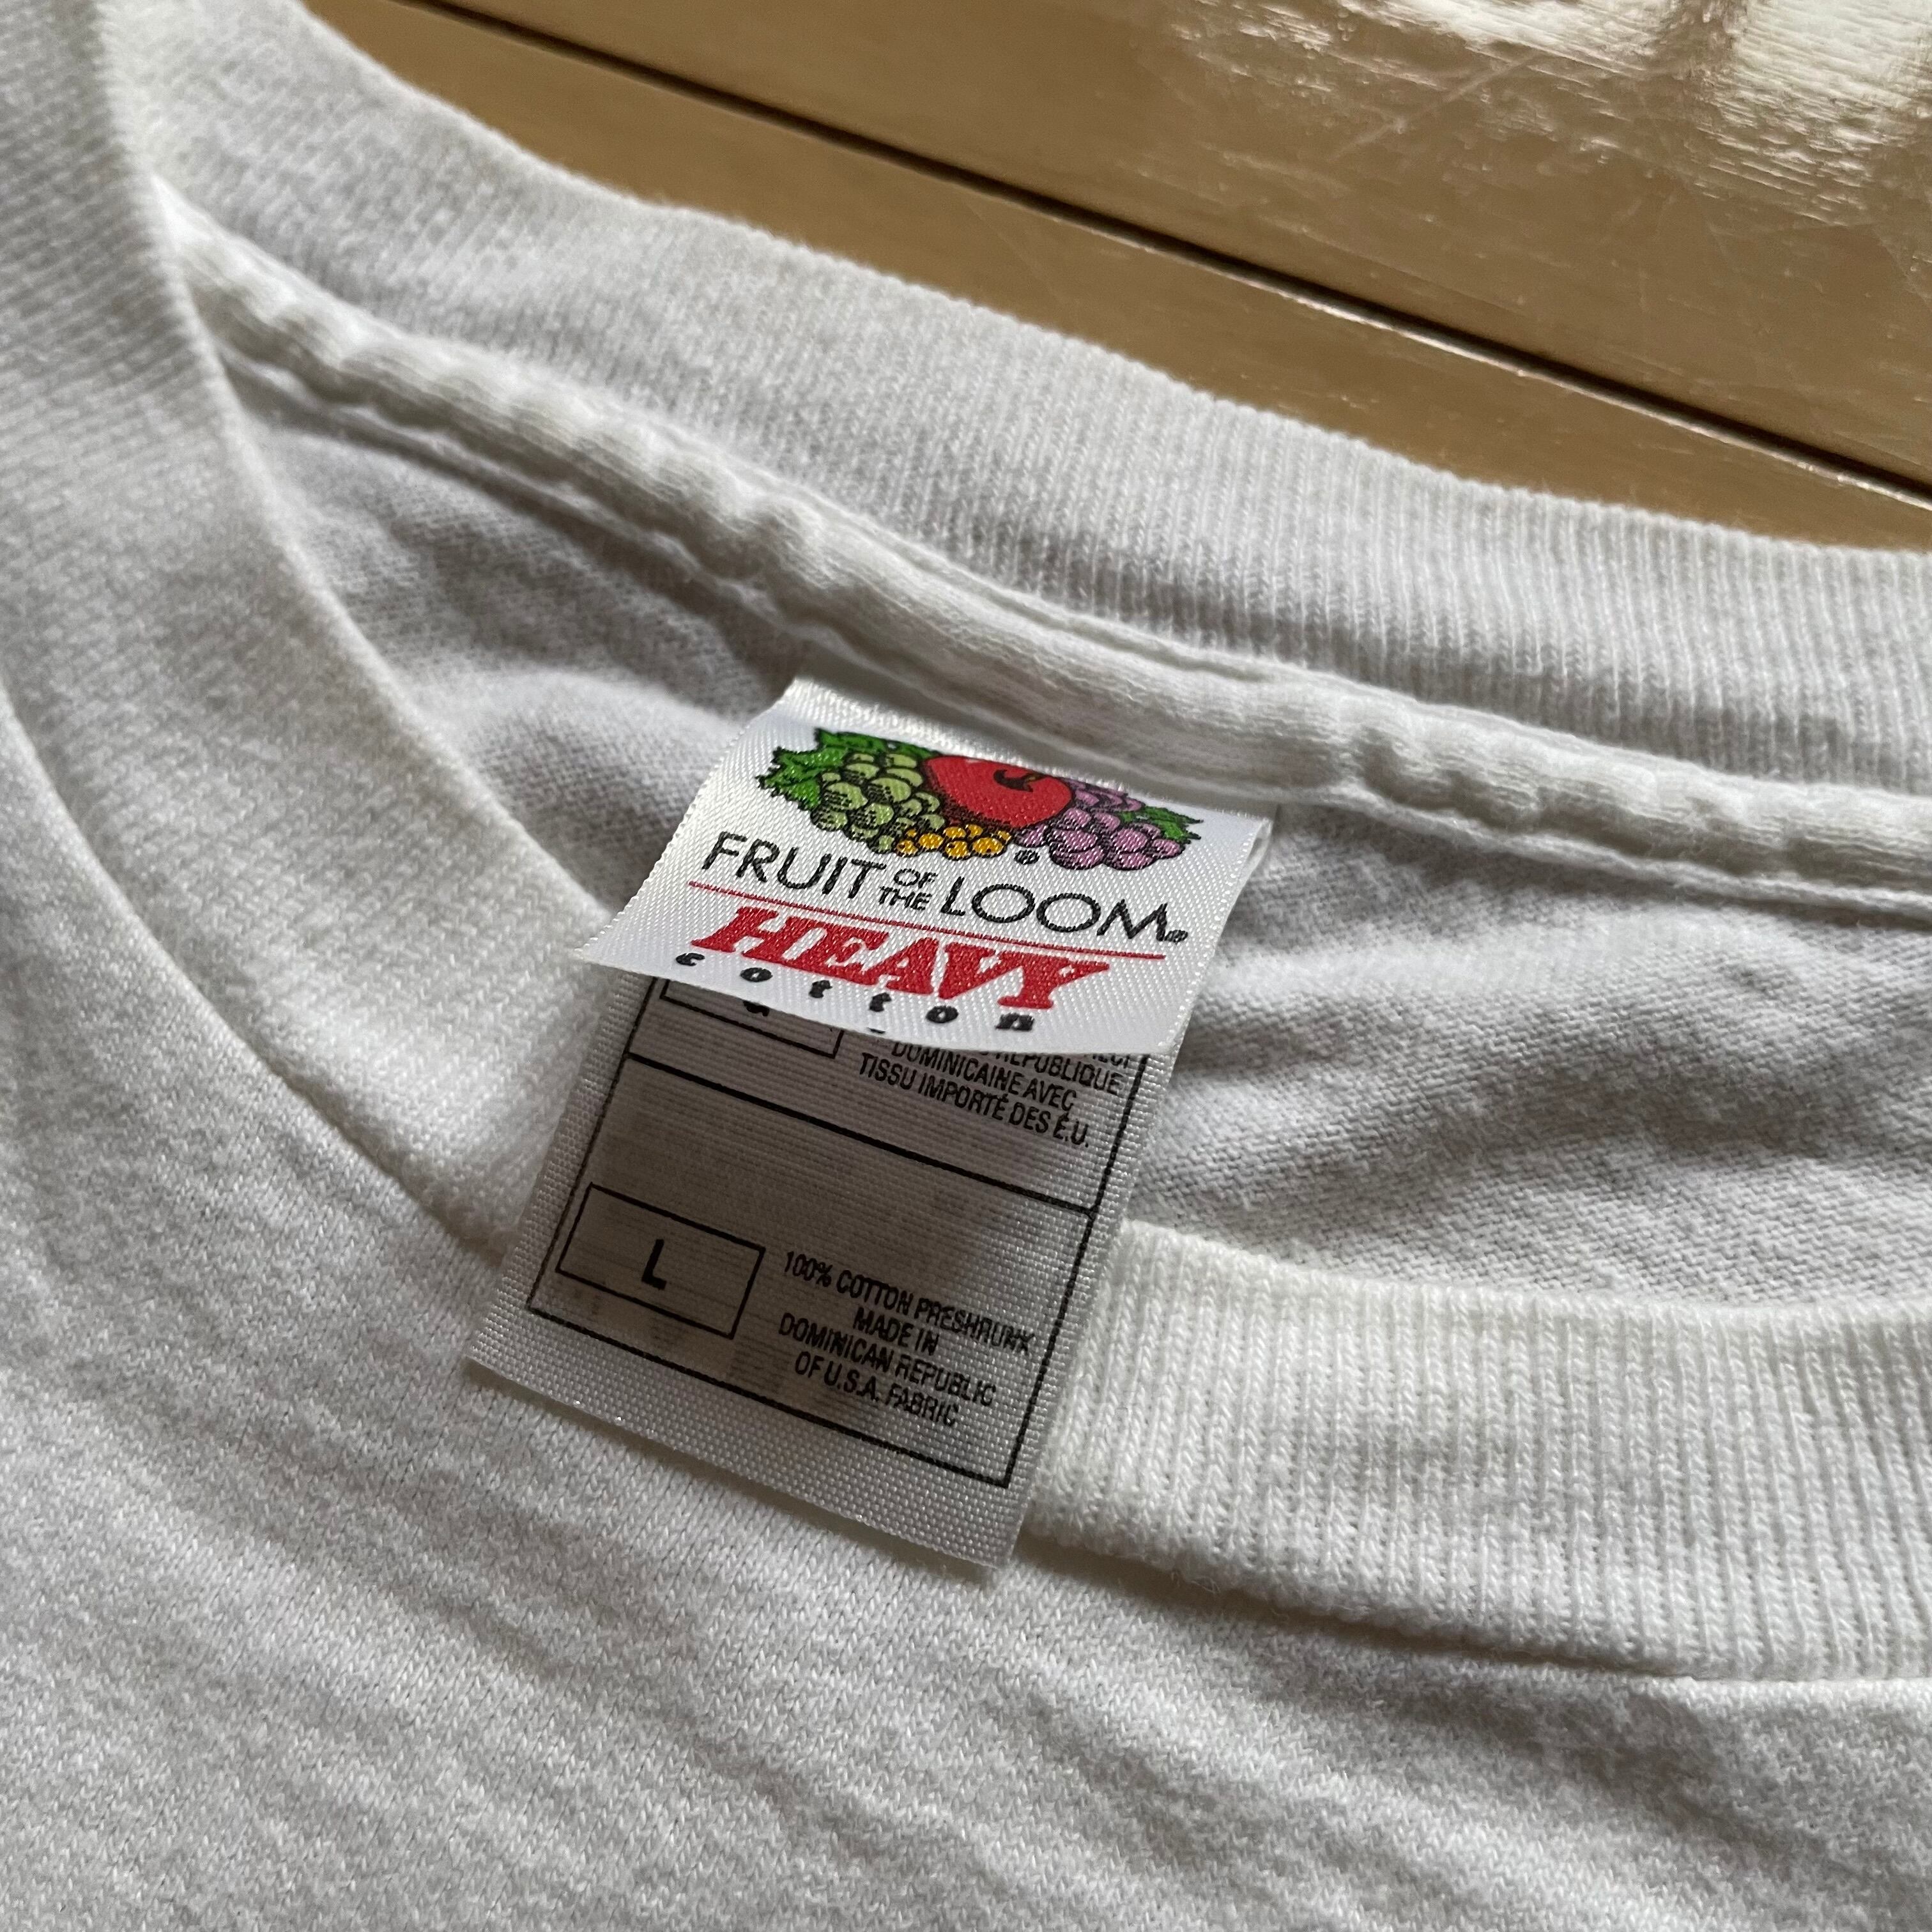 FRUIT OF THE LOOM®
HEAVY
cotton
RÉPUBLIQUE
DOMINICAINE AVEC
TISSU IMPORTÉ DES É.U.
L
100% COTTON PRESHRUNK
MADE IN
DOMINICAN REPUBLIC
OF U.S.A. FABRIC